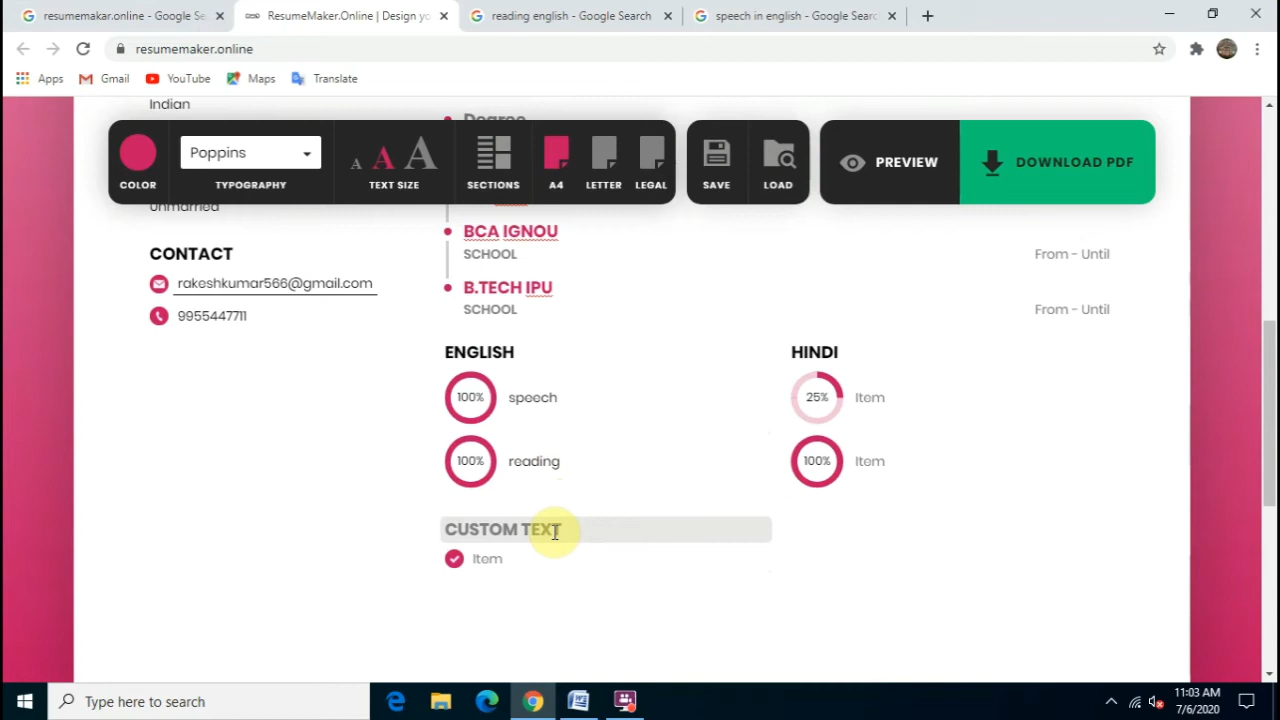 resumemakar.online - Google Se
ResumeMaker.Online | Design yo
reading english - Google Search
speech in english - Google Searc
resumemaker.online
Apps
Gmail
YouTube
Maps
Translate
Indian
Degree
COLOR
Poppins
TYPOGRAPHY
A A A
TEXT SIZE
SECTIONS
A4
LETTER
LEGAL
SAVE
LOAD
PREVIEW
DOWNLOAD PDF
Unmarried
CONTACT
rakeshkumar566@gmail.com
9955447711
BCA IGNOU
SCHOOL
From - Until
B.TECH IPU
SCHOOL
From - Until
ENGLISH
HINDI
100%
speech
25%
Item
100%
reading
100%
Item
CUSTOM TEXT
Item
Type here to search
11:03 AM
7/6/2020